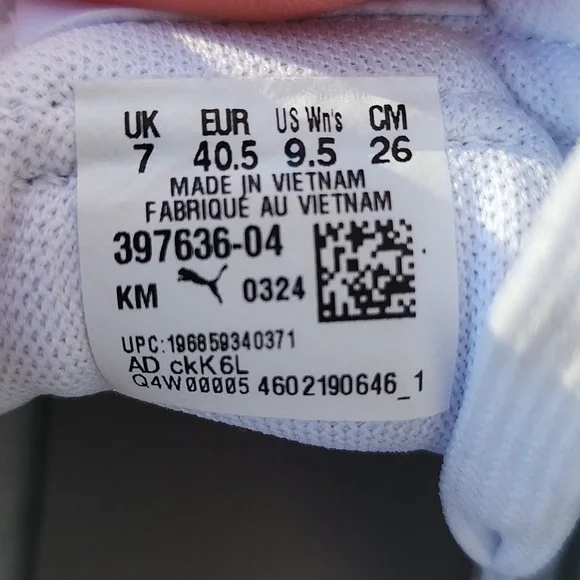 UK EUR US Wn's CM
7 40.5 9.5 26
MADE IN VIETNAM
FABRIQUÉ AU VIETNAM
397636-04
KM 0324
UPC:196859340371
AD ckK6L
Q4W00005 4602190646_1